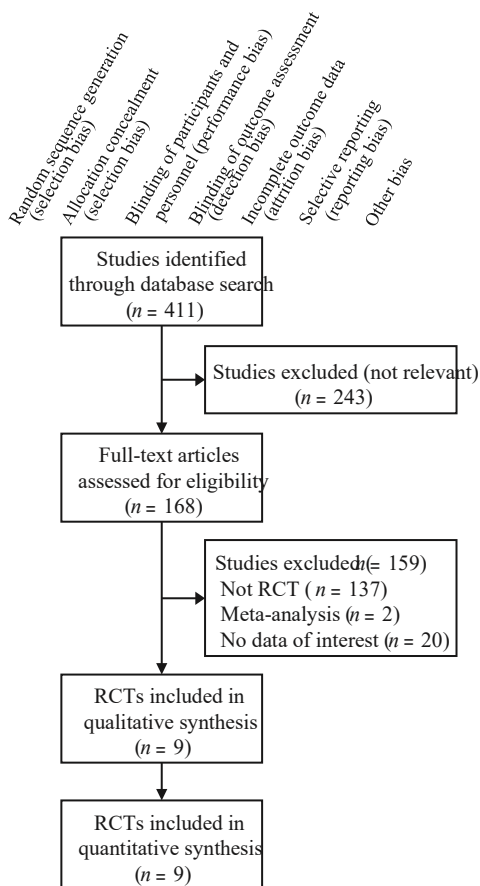 Random sequence generation
(selection bias)
Allocation concealment
(selection bias)
Blinding of participants and
personnel (performance bias)
Blinding of outcome assessment
(detection bias)
Incomplete outcome data
(attrition bias)
Selective reporting
(reporting bias)
Other bias
Studies identified
through database search
(n = 411)
Studies excluded (not relevant)
(n = 243)
Full-text articles
assessed for eligibility
(n = 168)
Studies excluded (n = 159)
Not RCT (n = 137)
Meta-analysis (n = 2)
No data of interest (n = 20)
RCTs included in
qualitative synthesis
(n = 9)
RCTs included in
quantitative synthesis
(n = 9)